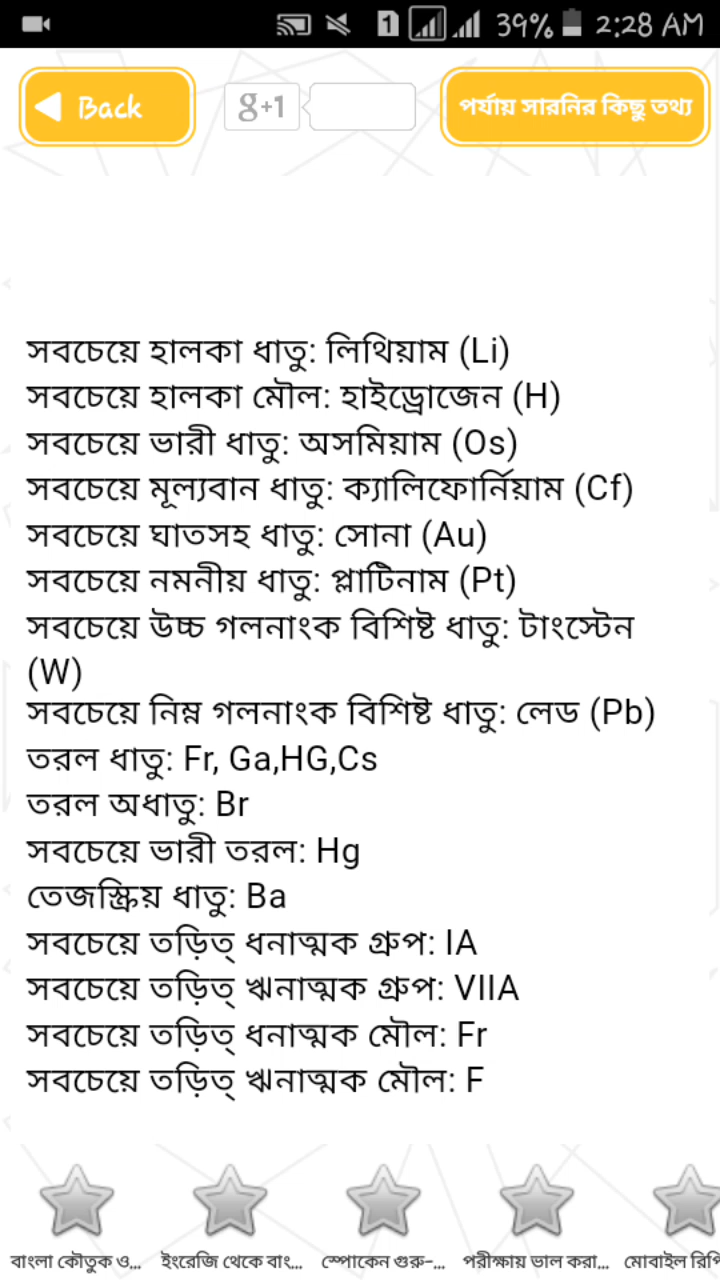 1 39% 2:28 AM
Back
g+1
পর্যায় সারনির কিছু তথ্য
সবচেয়ে হালকা ধাতু: লিথিয়াম (Li)
সবচেয়ে হালকা মৌল: হাইড্রোজেন (H)
সবচেয়ে ভারী ধাতু: অসমিয়াম (Os)
সবচেয়ে মূল্যবান ধাতু: ক্যালিফোর্নিয়াম (Cf)
সবচেয়ে ঘাতসহ ধাতু: সোনা (Au)
সবচেয়ে নমনীয় ধাতু: প্লাটিনাম (Pt)
সবচেয়ে উচ্চ গলনাংক বিশিষ্ট ধাতু: টাংস্টেন
(W)
সবচেয়ে নিম্ন গলনাংক বিশিষ্ট ধাতু: লেড (Pb)
তরল ধাতু: Fr, Ga,HG,Cs
তরল অধাতু: Br
সবচেয়ে ভারী তরল: Hg
তেজস্ক্রিয় ধাতু: Ba
সবচেয়ে তড়িত্ ধনাত্মক গ্রুপ: IA
সবচেয়ে তড়িত্ ঋনাত্মক গ্রুপ: VIIA
সবচেয়ে তড়িত্ ধনাত্মক মৌল: Fr
সবচেয়ে তড়িত্ ঋনাত্মক মৌল: F
বাংলা কৌতুক ও... ইংরেজি থেকে বাং... স্পোকেন গুরু-... পরীক্ষায় ভাল করা... মোবাইল রিপি